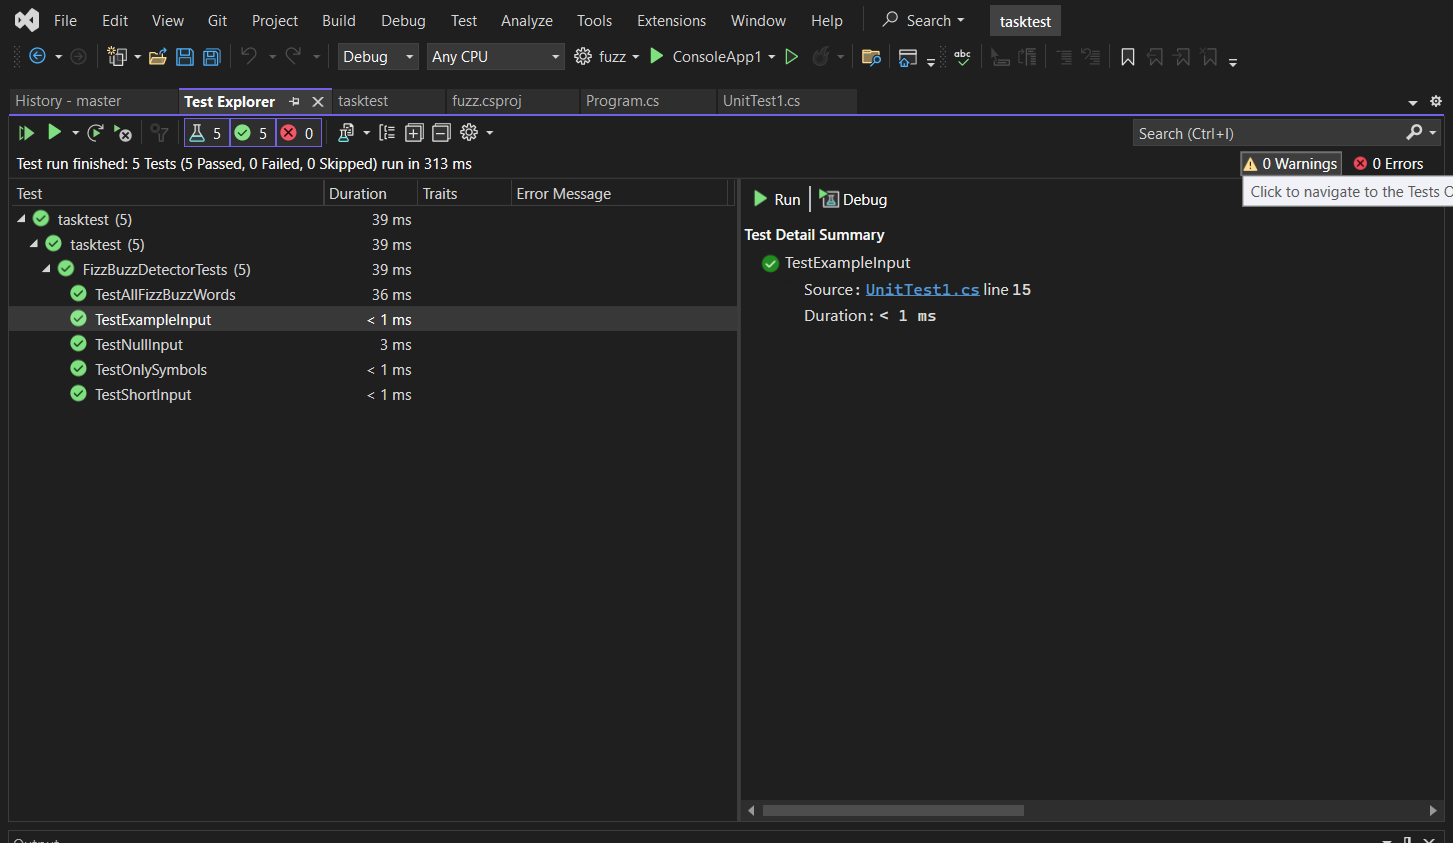 File Edit View Git Project Build Debug Test Analyze Tools Extensions Window Help Search tasktest
Debug Any CPU fuzz ConsoleApp1 abc
History - master Test Explorer tasktest fuzz.csproj Program.cs UnitTest1.cs
5 5 0 Search (Ctrl+I)
Test run finished: 5 Tests (5 Passed, 0 Failed, 0 Skipped) run in 313 ms 0 Warnings 0 Errors
Click to navigate to the Tests O
Test Duration Traits Error Message
tasktest (5) 39 ms
tasktest (5) 39 ms
FizzBuzzDetectorTests (5) 39 ms
TestAllFizzBuzzWords 36 ms
TestExampleInput < 1 ms
TestNullInput 3 ms
TestOnlySymbols < 1 ms
TestShortInput < 1 ms
Run Debug
Test Detail Summary
TestExampleInput
Source: UnitTest1.cs line 15
Duration: < 1 ms
Output